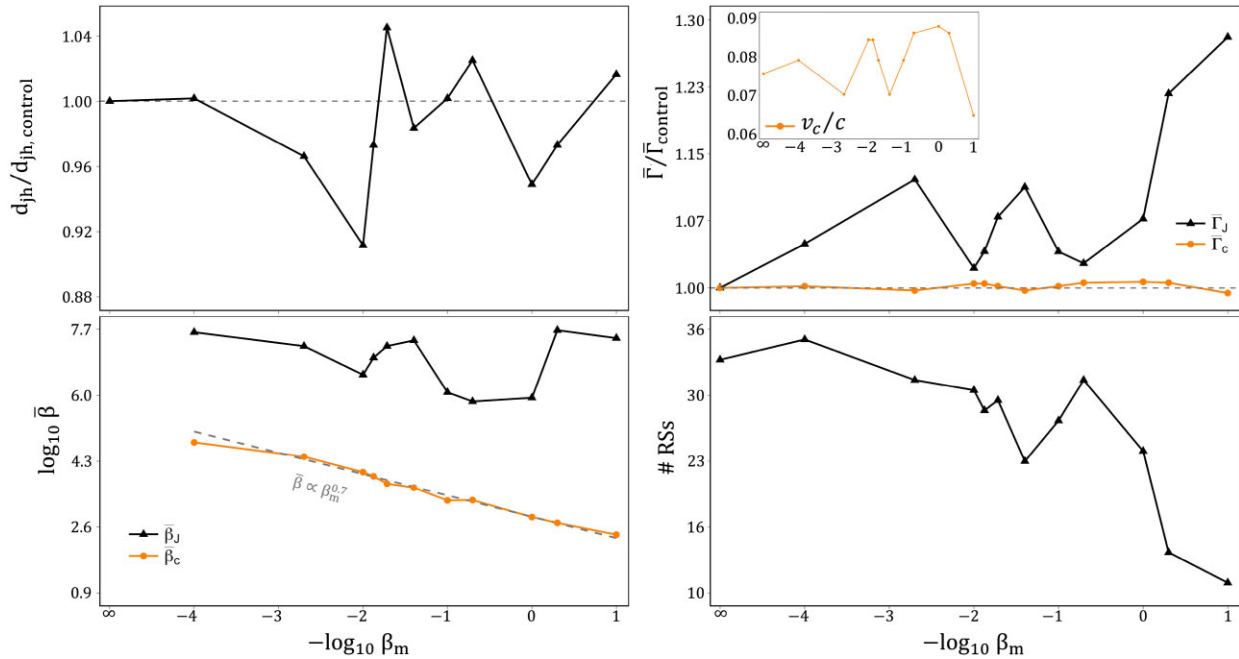 1.04
1.00
0.96
0.92
0.88
d_jh/d_jh, control
1.30
1.23
1.15
1.07
1.00
Γ̄/Γ̄_control
0.09
0.08
0.07
0.06
v_c/c
∞ −4 −3 −2 −1 0 1
Γ̄_J
Γ̄_c
7.7
6.0
4.3
2.6
0.9
log₁₀ β̄
β̄ ∝ β_m^0.7
β̄_J
β̄_c
∞ −4 −3 −2 −1 0 1
−log₁₀ β_m
36
30
23
16
10
# RSs
∞ −4 −3 −2 −1 0 1
−log₁₀ β_m